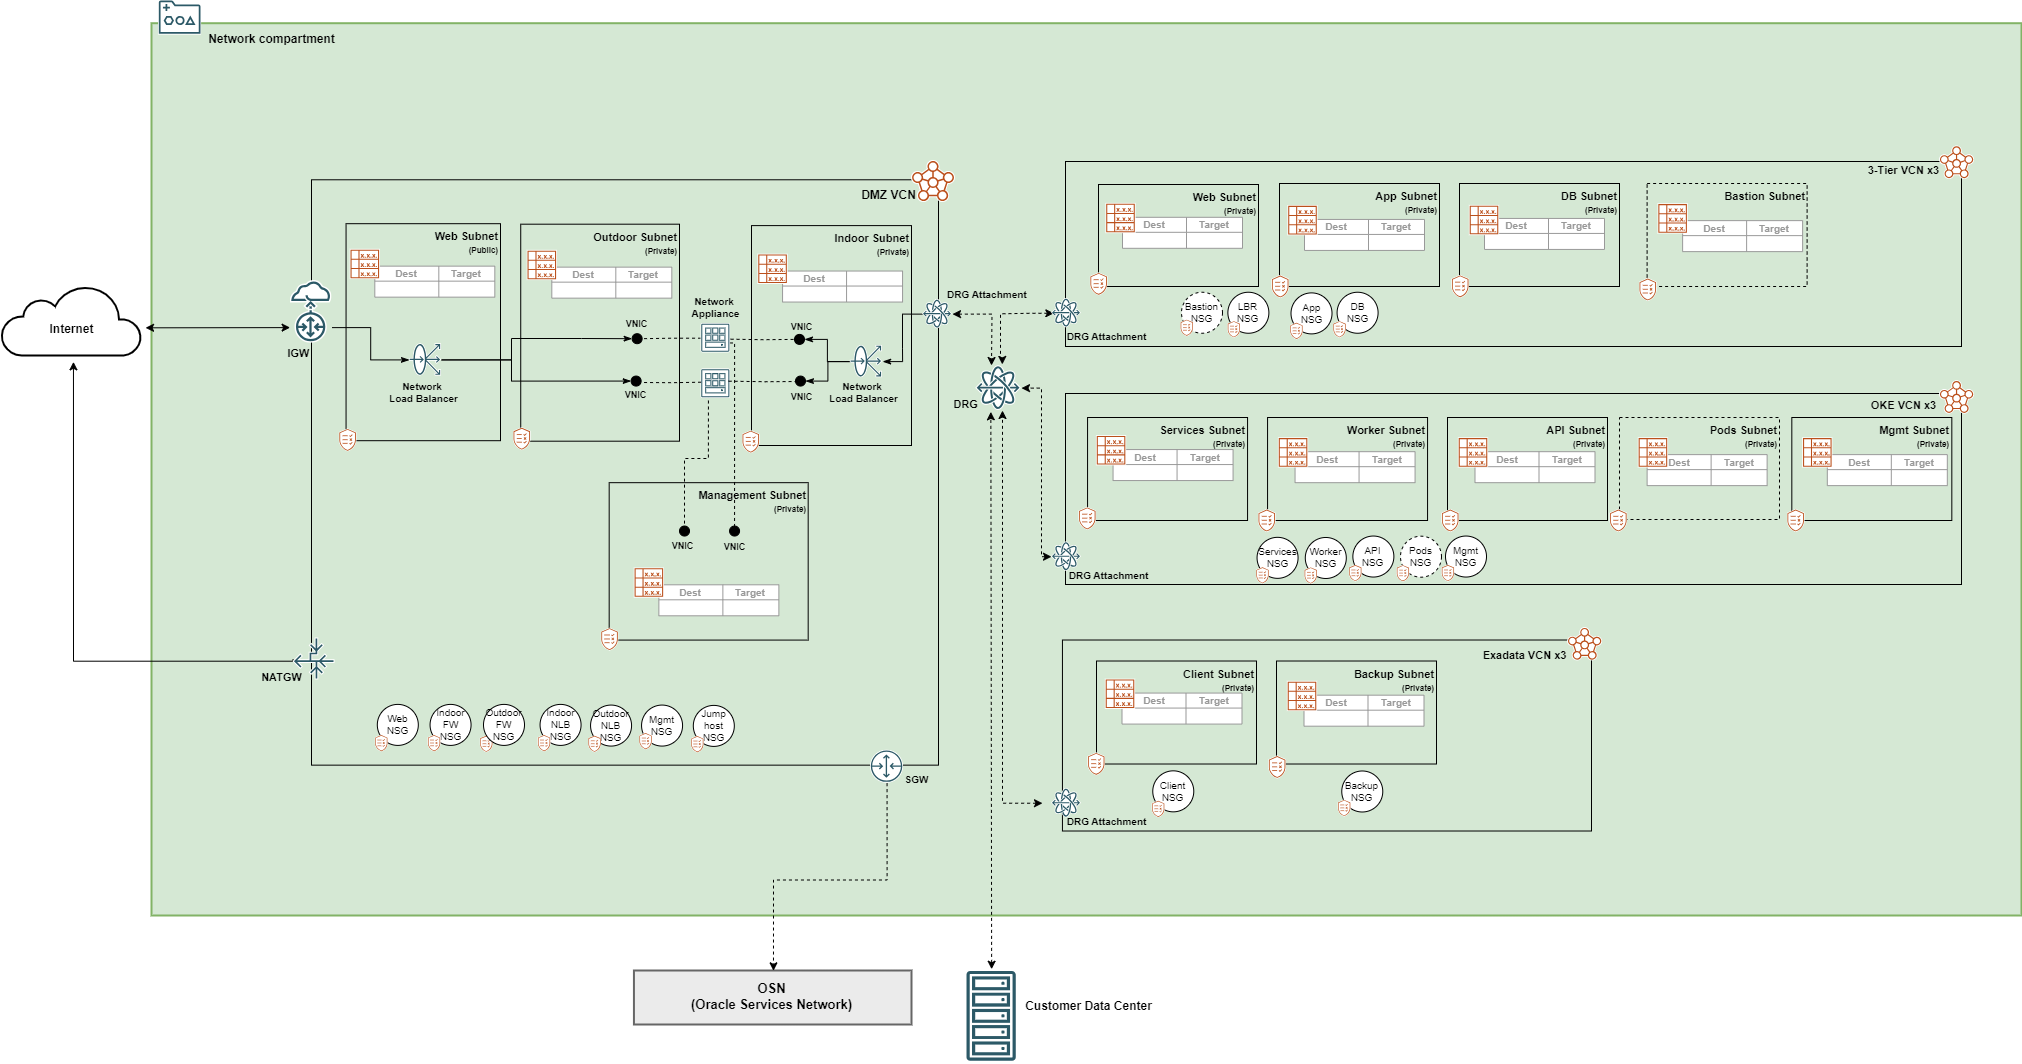 Network compartment
Internet
IGW
NATGW
DMZ VCN
Web Subnet
(Public)
x.x.x.
x.x.x.
x.x.x.
Dest Target
Network
Load Balancer
Outdoor Subnet
(Private)
x.x.x.
x.x.x.
x.x.x.
Dest Target
VNIC
VNIC
Network
Appliance
Indoor Subnet
(Private)
x.x.x.
x.x.x.
x.x.x.
Dest
VNIC
VNIC
Network
Load Balancer
Management Subnet
(Private)
VNIC
VNIC
x.x.x.
x.x.x.
x.x.x.
Dest Target
Web
NSG
Indoor
FW
NSG
Outdoor
FW
NSG
Indoor
NLB
NSG
Outdoor
NLB
NSG
Mgmt
NSG
Jump
host
NSG
SGW
DRG Attachment
DRG
3-Tier VCN x3
Web Subnet
(Private)
x.x.x.
x.x.x.
x.x.x.
Dest Target
App Subnet
(Private)
x.x.x.
x.x.x.
x.x.x.
Dest Target
DB Subnet
(Private)
x.x.x.
x.x.x.
x.x.x.
Dest Target
Bastion Subnet
x.x.x.
x.x.x.
x.x.x.
Dest Target
Bastion
NSG
LBR
NSG
App
NSG
DB
NSG
DRG Attachment
OKE VCN x3
Services Subnet
(Private)
x.x.x.
x.x.x.
x.x.x.
Dest Target
Worker Subnet
(Private)
x.x.x.
x.x.x.
x.x.x.
Dest Target
API Subnet
(Private)
x.x.x.
x.x.x.
x.x.x.
Dest Target
Pods Subnet
(Private)
x.x.x.
x.x.x.
x.x.x.
Dest Target
Mgmt Subnet
(Private)
x.x.x.
x.x.x.
x.x.x.
Dest Target
Services
NSG
Worker
NSG
API
NSG
Pods
NSG
Mgmt
NSG
DRG Attachment
Exadata VCN x3
Client Subnet
(Private)
x.x.x.
x.x.x.
x.x.x.
Dest Target
Backup Subnet
(Private)
x.x.x.
x.x.x.
x.x.x.
Dest Target
Client
NSG
Backup
NSG
DRG Attachment
OSN
(Oracle Services Network)
Customer Data Center